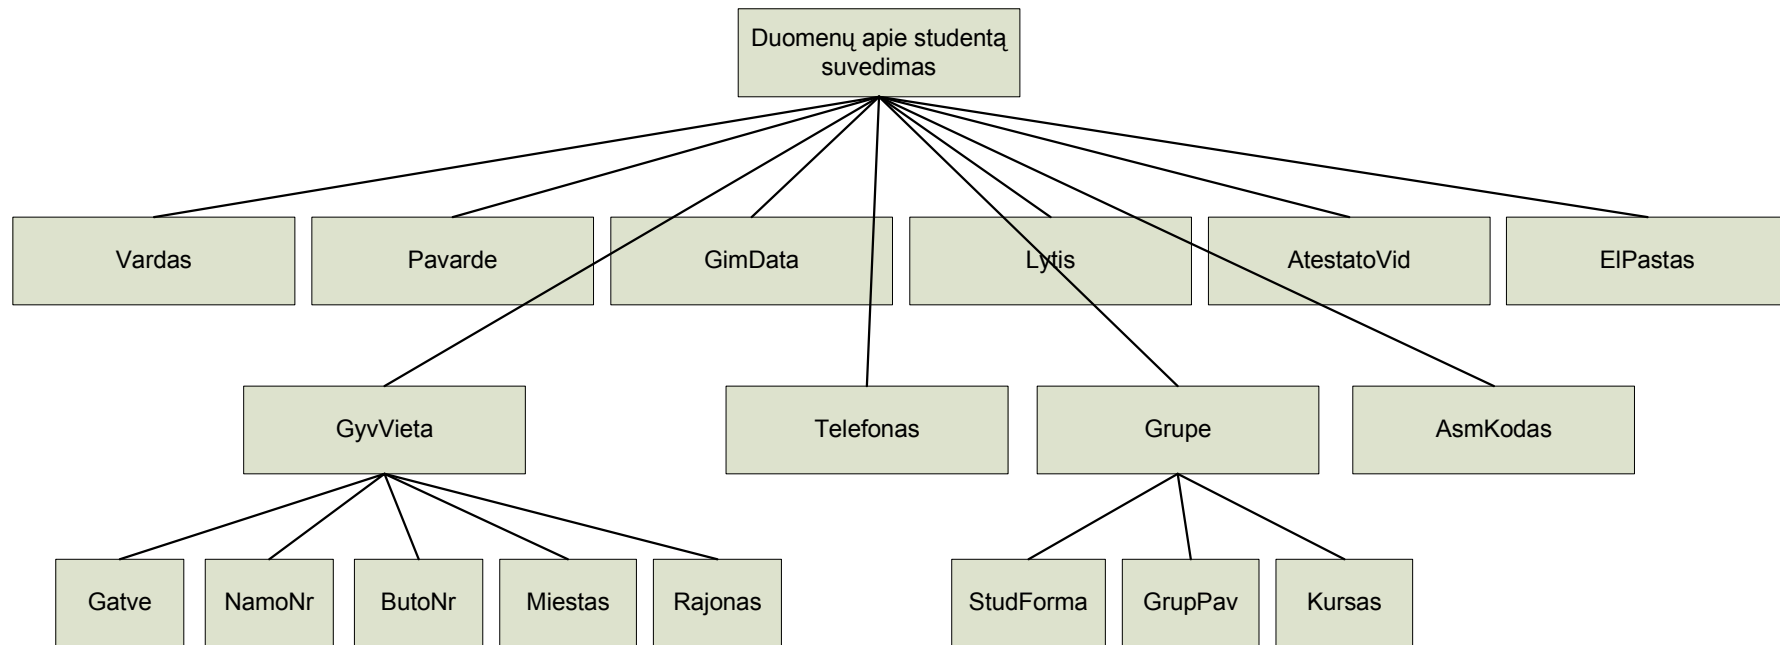 Duomenų apie studentą
suvedimas
Vardas
Pavarde
GimData
Lytis
AtestatoVid
ElPastas
GyvVieta
Telefonas
Grupe
AsmKodas
Gatve
NamoNr
ButoNr
Miestas
Rajonas
StudForma
GrupPav
Kursas